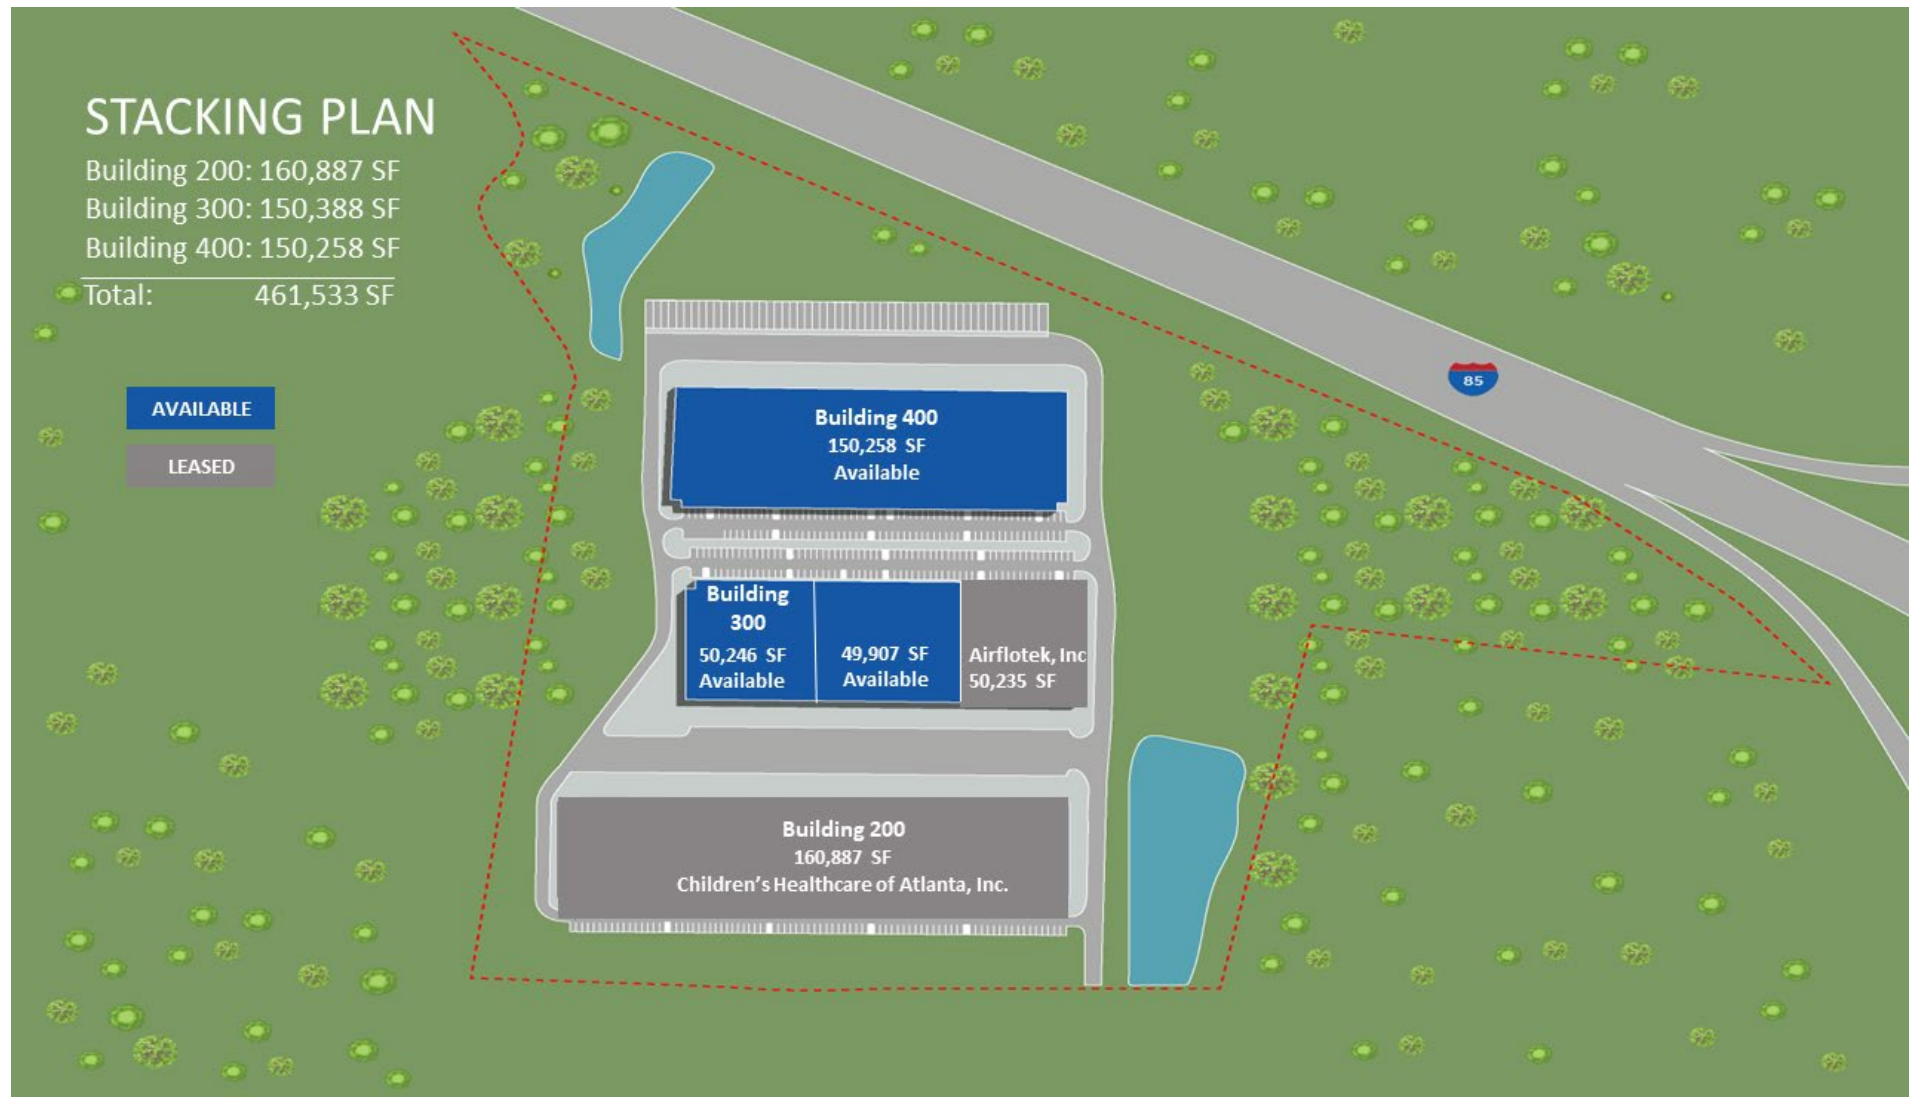 STACKING PLAN
Building 200: 160,887 SF
Building 300: 150,388 SF
Building 400: 150,258 SF
Total: 461,533 SF
AVAILABLE
LEASED
85
Building 400
150,258 SF
Available
Building
300
50,246 SF
Available
49,907 SF
Available
Airflotek, Inc
50,235 SF
Building 200
160,887 SF
Children's Healthcare of Atlanta, Inc.